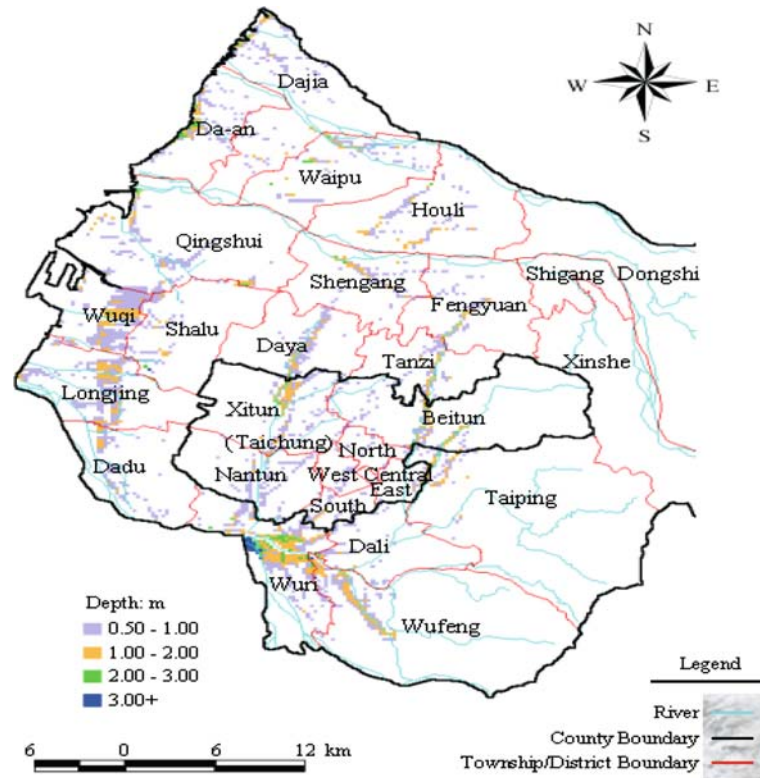 N
W E
S
Dajia
Da-an
Waipu
Houli
Qingshui
Shengang
Shigang
Dongshi
Fengyuan
Wuqi
Shalu
Daya
Tanzi
Xinshe
Longjing
Xitun
Beitun
(Taichung)
North
Dadu
Nantun
West Central
East
South
Taiping
Dali
Wuri
Wufeng
Depth: m
0.50 - 1.00
1.00 - 2.00
2.00 - 3.00
3.00+
Legend
River
County Boundary
Township/District Boundary
6 0 6 12 km